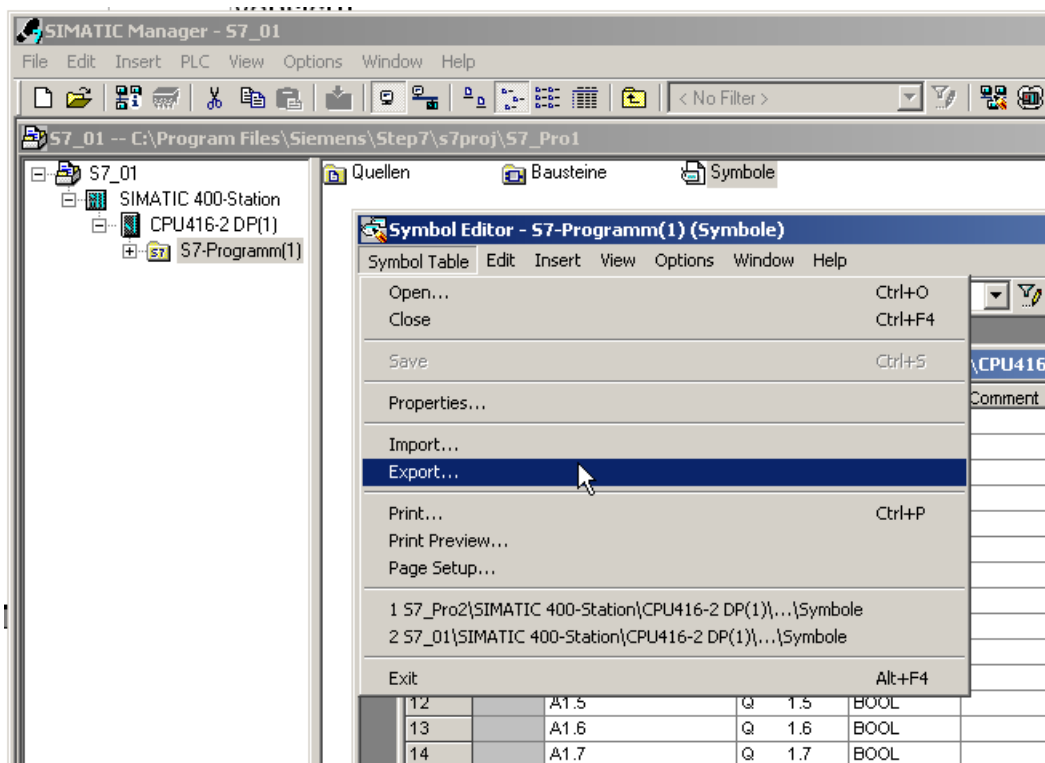 SIMATIC Manager - S7_01
File Edit Insert PLC View Options Window Help
< No Filter >
S7_01 -- C:\Program Files\Siemens\Step7\s7proj\S7_Pro1
S7_01
SIMATIC 400-Station
CPU416-2 DP(1)
S7-Programm(1)
Quellen Bausteine Symbole
Symbol Editor - S7-Programm(1) (Symbole)
Symbol Table Edit Insert View Options Window Help
Open... Ctrl+O
Close Ctrl+F4
Save Ctrl+S
\CPU416
Properties...
Comment
Import...
Export...
Print... Ctrl+P
Print Preview...
Page Setup...
1 S7_Pro2\SIMATIC 400-Station\CPU416-2 DP(1)\...\Symbole
2 S7_01\SIMATIC 400-Station\CPU416-2 DP(1)\...\Symbole
Exit Alt+F4
12 A1.5 Q 1.5 BOOL
13 A1.6 Q 1.6 BOOL
14 A1.7 Q 1.7 BOOL